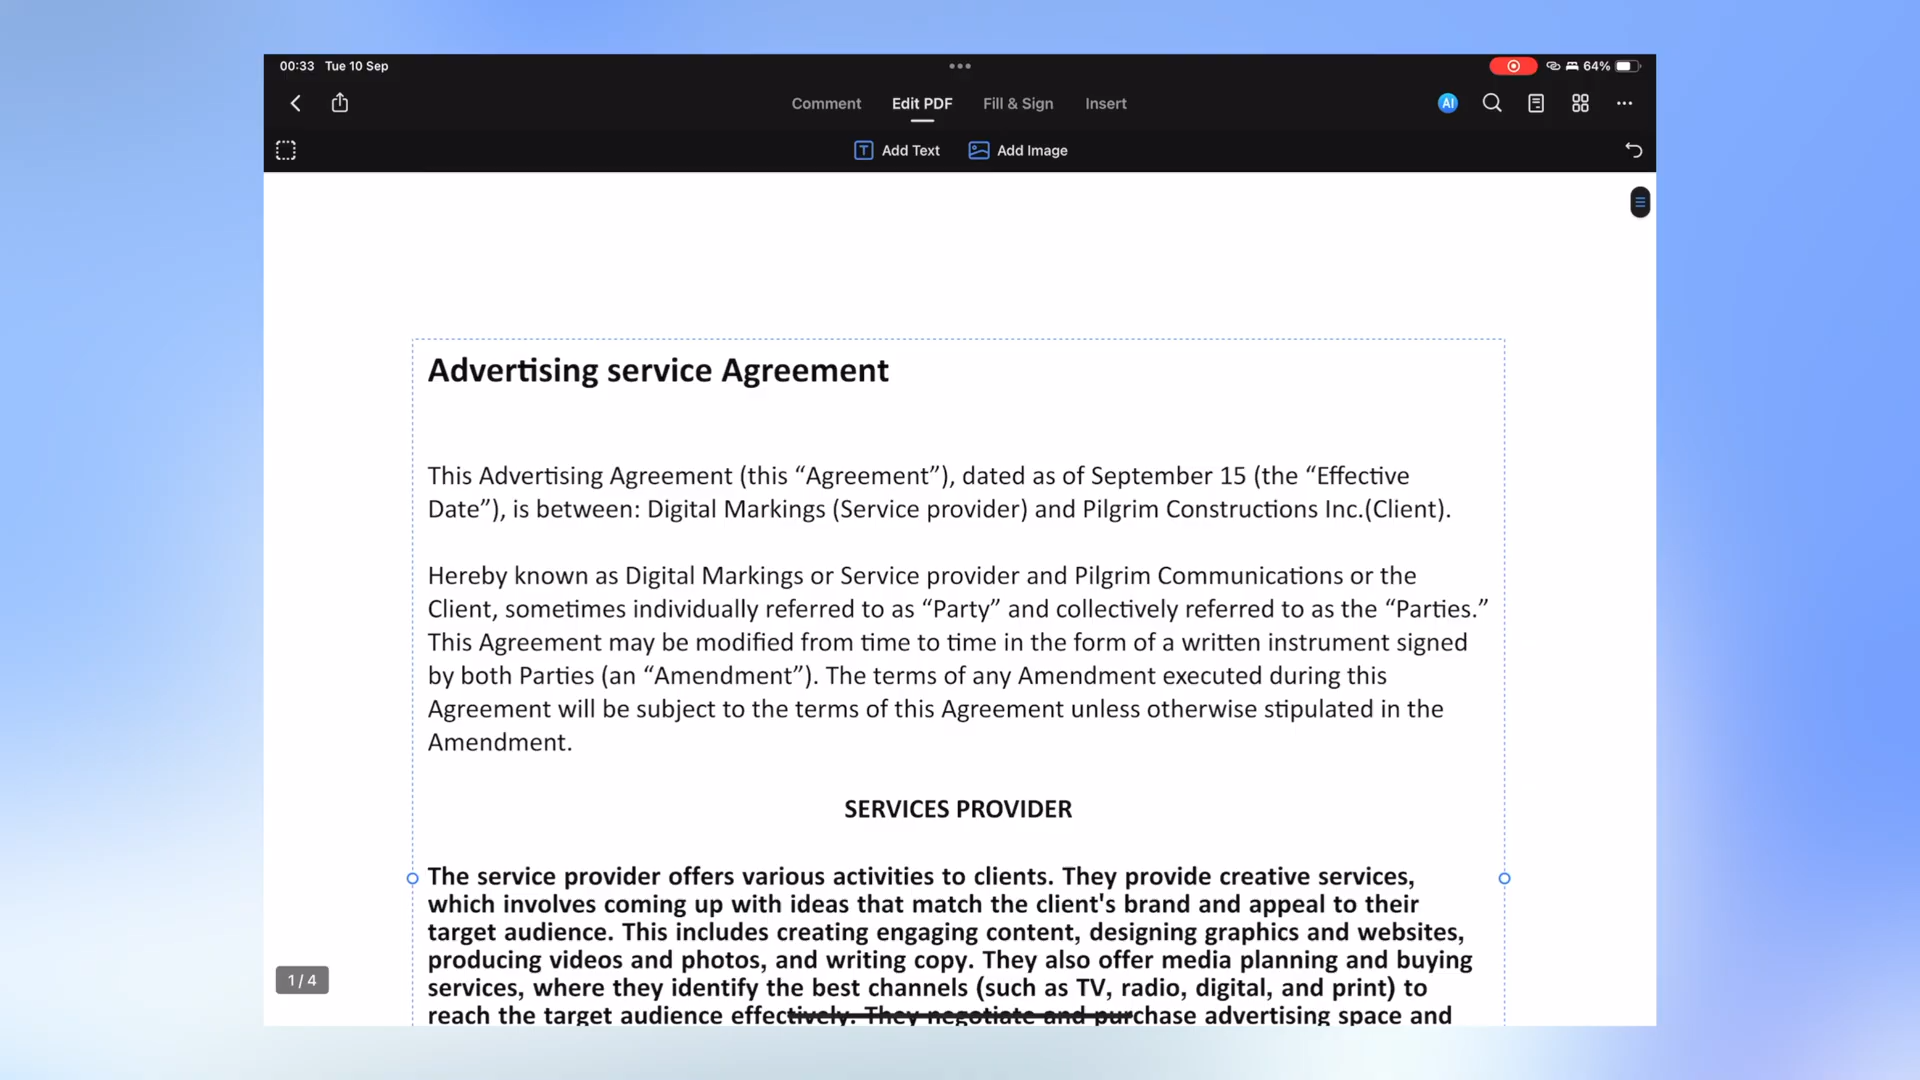 00:33 Tue 10 Sep
64%
Comment Edit PDF Fill & Sign Insert
AI
T Add Text Add Image
Advertising service Agreement
This Advertising Agreement (this “Agreement”), dated as of September 15 (the “Effective
Date”), is between: Digital Markings (Service provider) and Pilgrim Constructions Inc.(Client).
Hereby known as Digital Markings or Service provider and Pilgrim Communications or the
Client, sometimes individually referred to as “Party” and collectively referred to as the “Parties.”
This Agreement may be modified from time to time in the form of a written instrument signed
by both Parties (an “Amendment”). The terms of any Amendment executed during this
Agreement will be subject to the terms of this Agreement unless otherwise stipulated in the
Amendment.
SERVICES PROVIDER
The service provider offers various activities to clients. They provide creative services,
which involves coming up with ideas that match the client's brand and appeal to their
target audience. This includes creating engaging content, designing graphics and websites,
producing videos and photos, and writing copy. They also offer media planning and buying
services, where they identify the best channels (such as TV, radio, digital, and print) to
reach the target audience effectively. They negotiate and purchase advertising space and
1 / 4